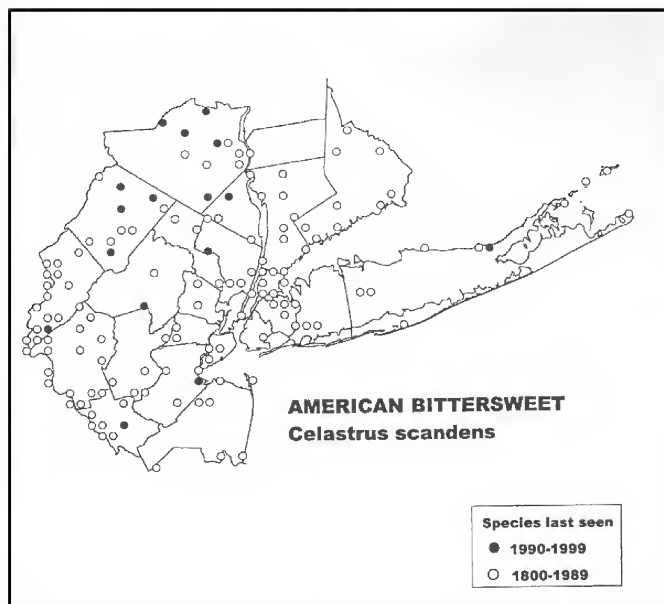 AMERICAN BITTERSWEET
Celastrus scandens
Species last seen
1990-1999
1800-1989